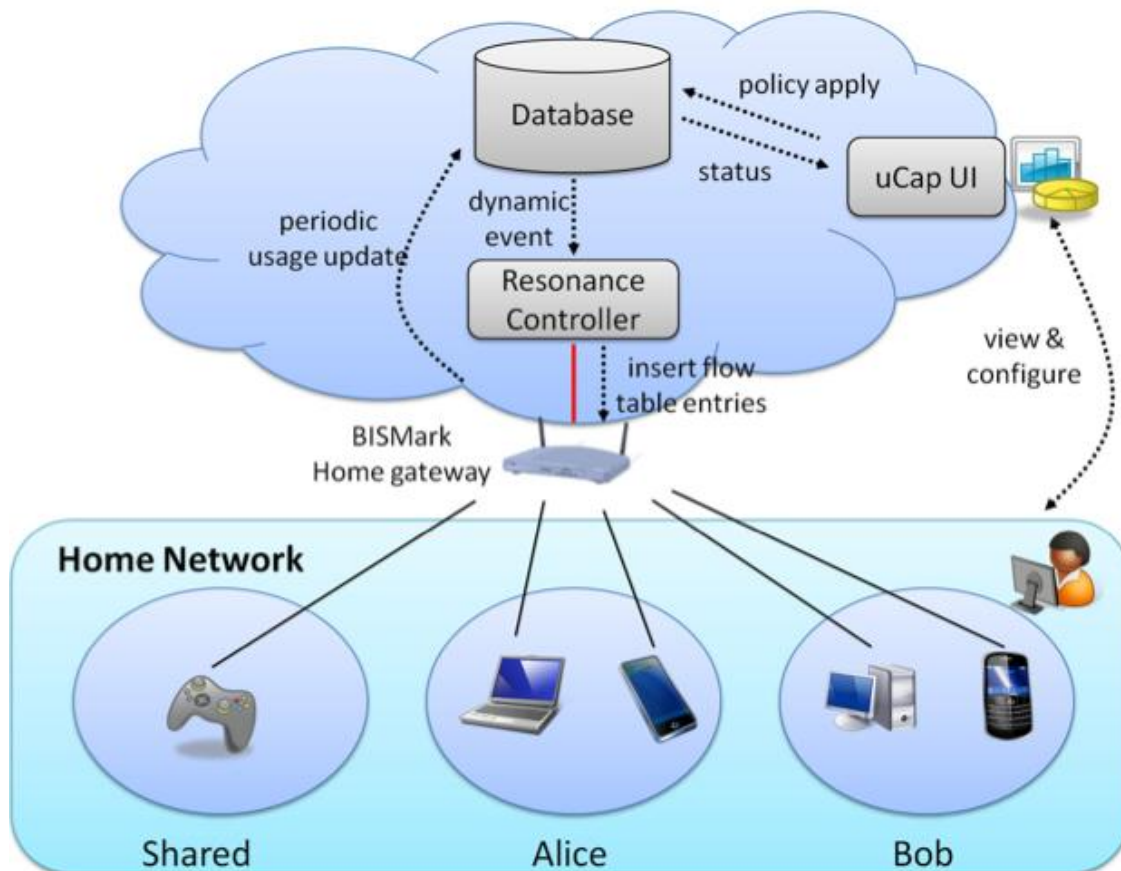 Database
policy apply
status
uCap UI
periodic
usage update
dynamic
event
Resonance
Controller
view &
configure
insert flow
table entries
BISMark
Home gateway
Home Network
Shared
Alice
Bob